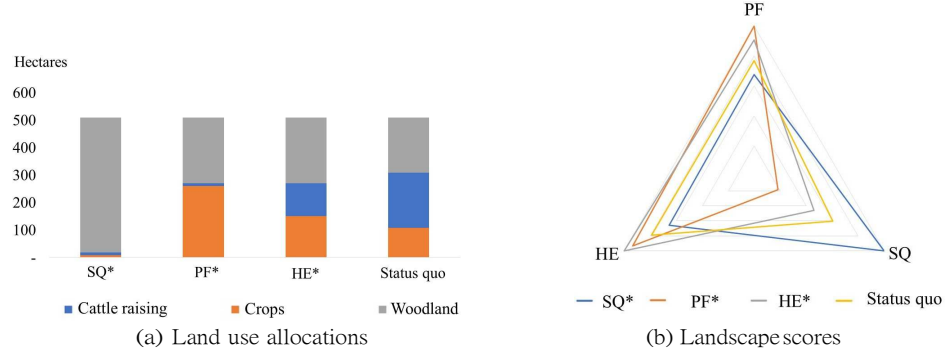 Hectares
600
500
400
300
200
100
-
SQ* PF* HE* Status quo
Cattle raising Crops Woodland
(a) Land use allocations
PF
HE SQ
SQ* PF* HE* Status quo
(b) Landscape scores